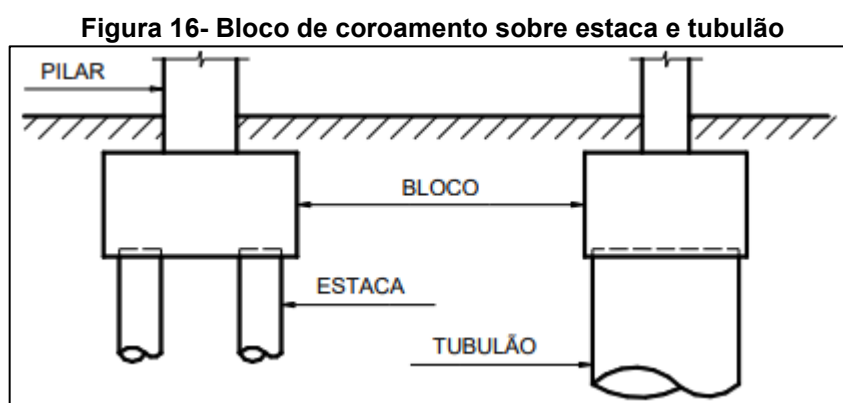 Figura 16- Bloco de coroamento sobre estaca e tubulão
PILAR
BLOCO
ESTACA
TUBULÃO